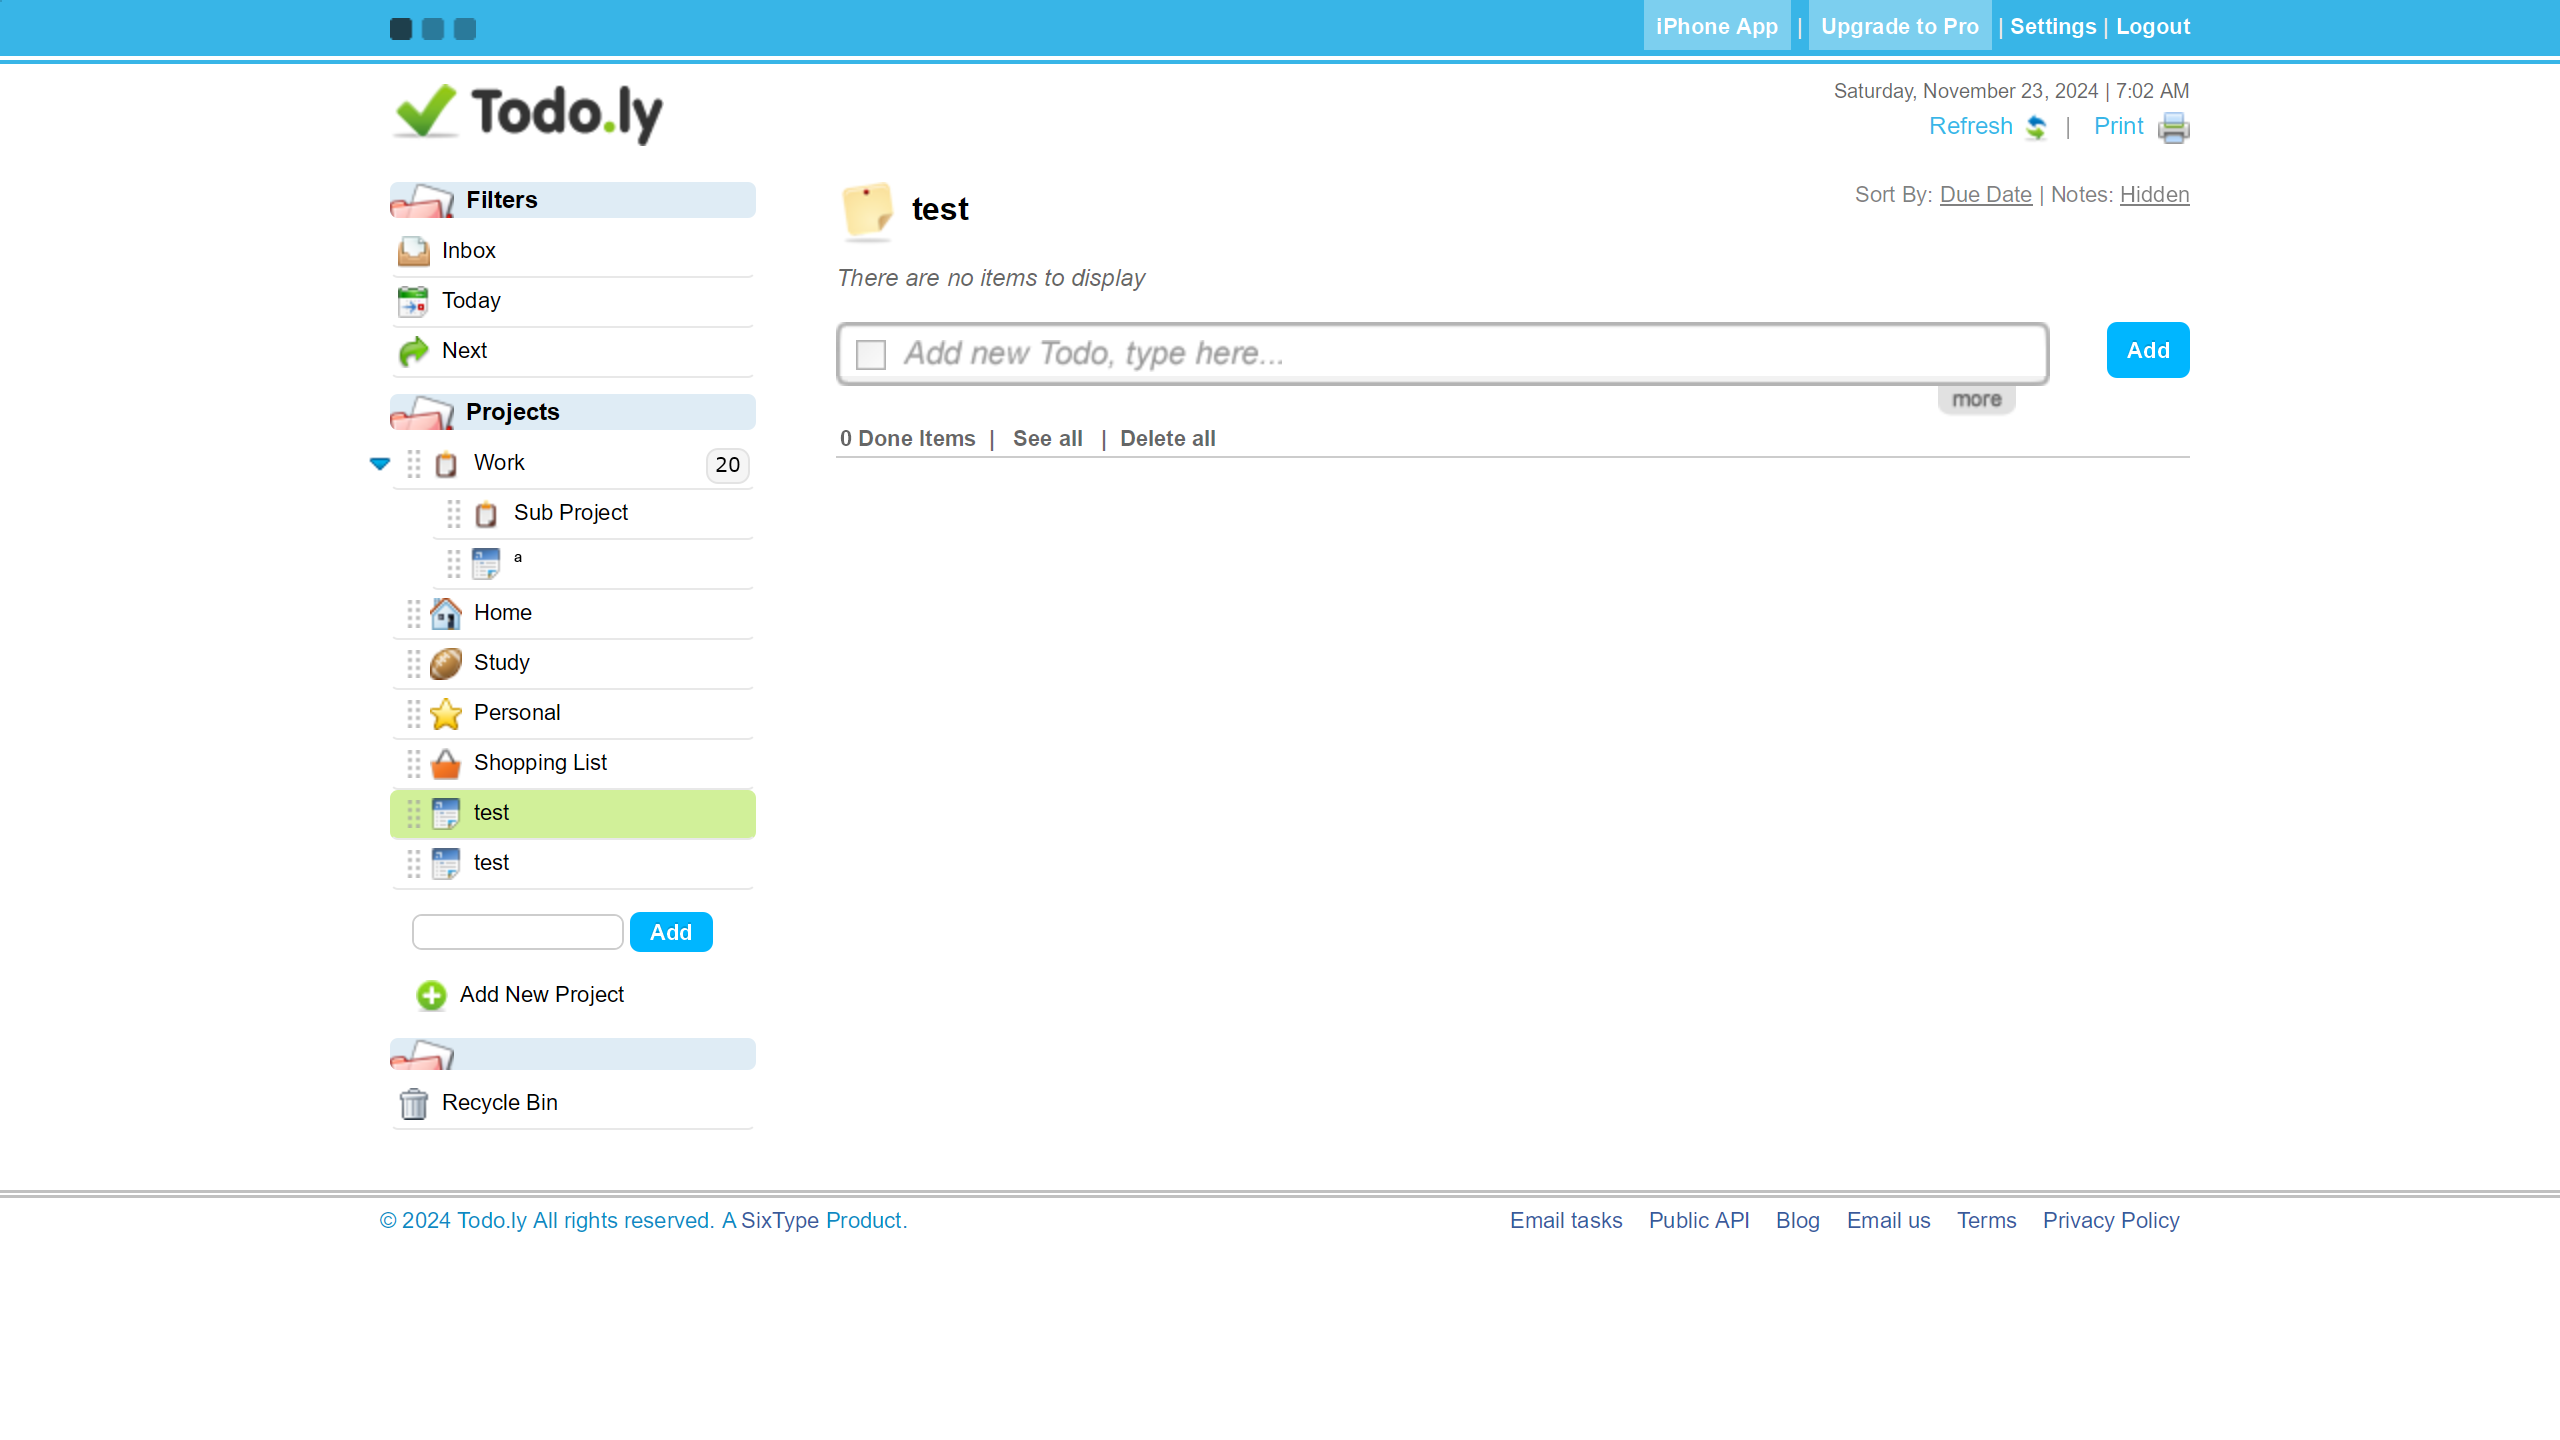 iPhone App | Upgrade to Pro | Settings | Logout
Todo.ly
Saturday, November 23, 2024 | 7:02 AM
Refresh | Print
Filters
Inbox
Today
Next
Projects
Work 20
Sub Project
a
Home
Study
Personal
Shopping List
test
test
Add
Add New Project
Recycle Bin
test
Sort By: Due Date | Notes: Hidden
There are no items to display
Add new Todo, type here...
Add
more
0 Done Items | See all | Delete all
© 2024 Todo.ly All rights reserved. A SixType Product.
Email tasks Public API Blog Email us Terms Privacy Policy